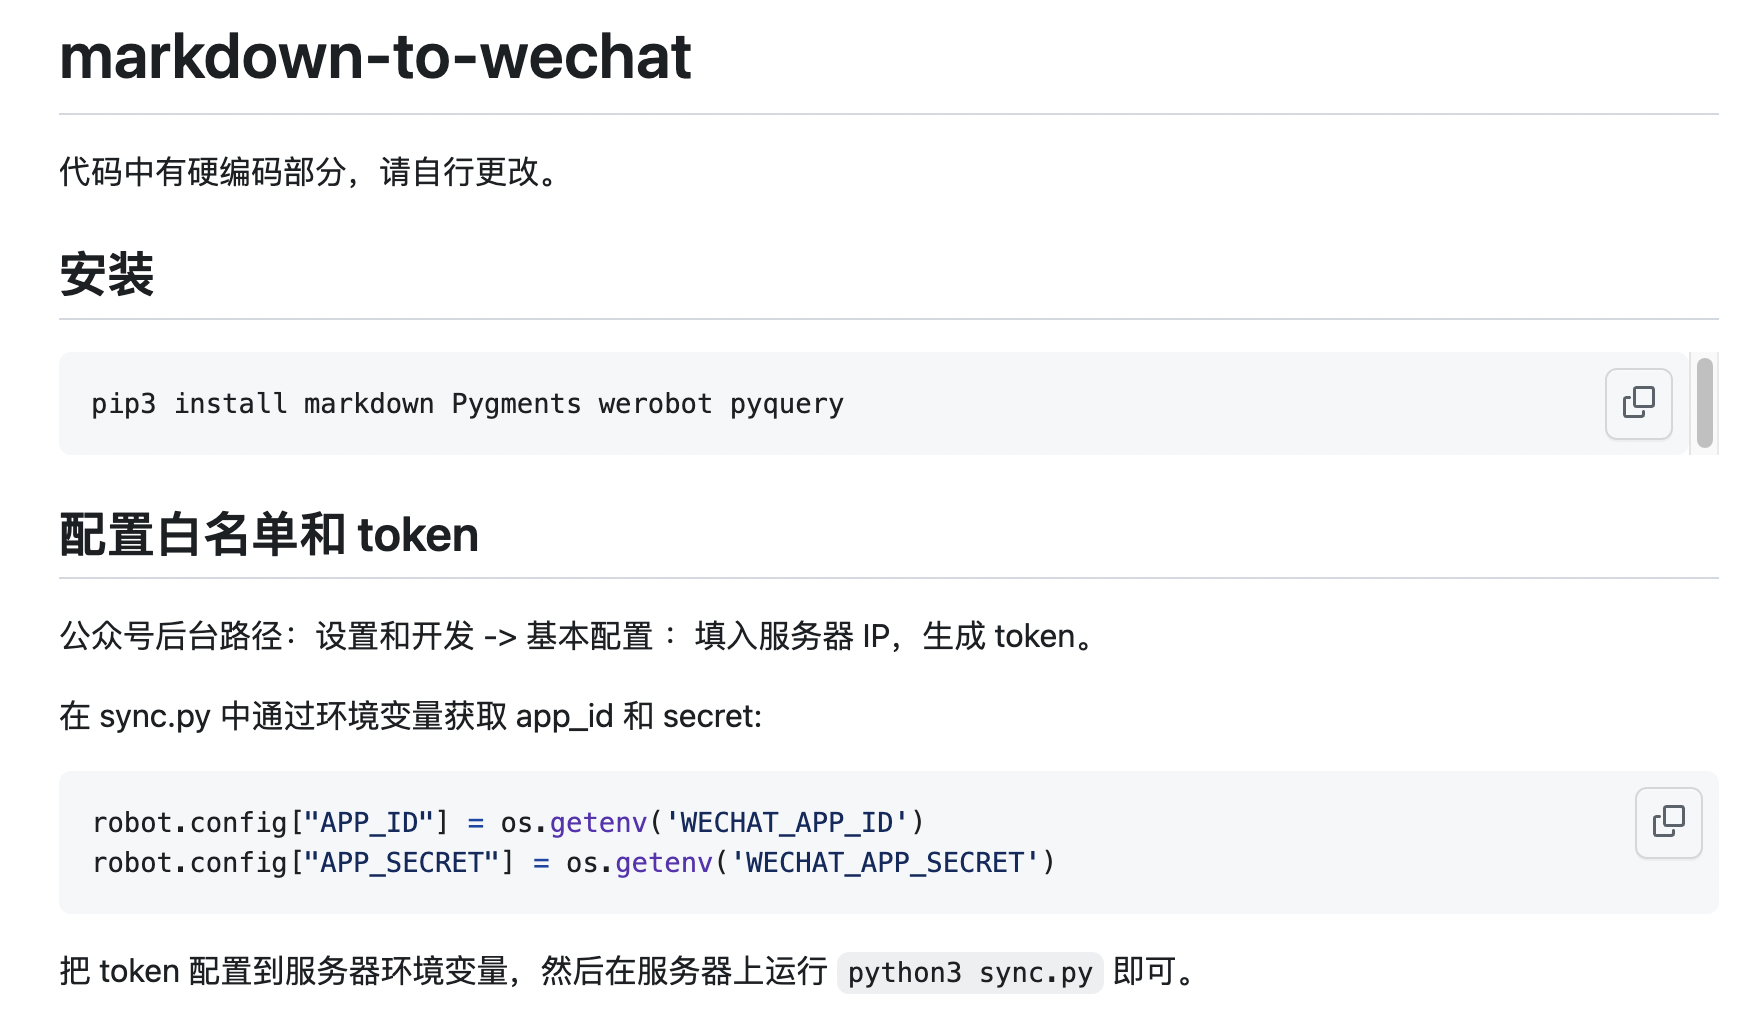 markdown-to-wechat
代码中有硬编码部分，请自行更改。
安装
pip3 install markdown Pygments werobot pyquery
配置白名单和 token
公众号后台路径：设置和开发 -> 基本配置 ：填入服务器 IP，生成 token。
在 sync.py 中通过环境变量获取 app_id 和 secret:
robot.config["APP_ID"] = os.getenv('WECHAT_APP_ID')
robot.config["APP_SECRET"] = os.getenv('WECHAT_APP_SECRET')
把 token 配置到服务器环境变量，然后在服务器上运行 python3 sync.py 即可。